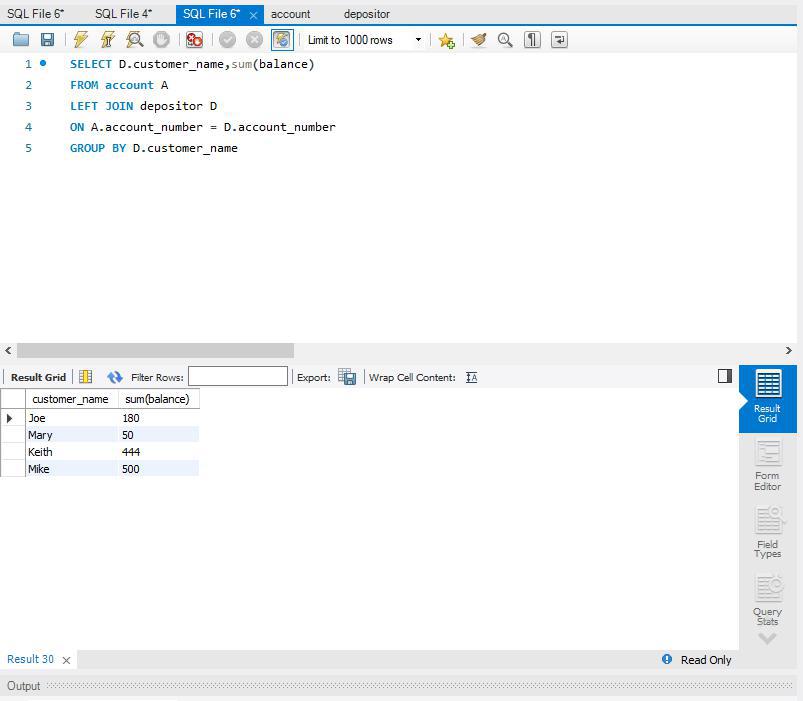 SQL File 6* SQL File 4* SQL File 6* account depositor
Limit to 1000 rows
1 SELECT D.customer_name,sum(balance)
2 FROM account A
3 LEFT JOIN depositor D
4 ON A.account_number = D.account_number
5 GROUP BY D.customer_name
Result Grid Filter Rows: Export: Wrap Cell Content: IA
customer_name sum(balance)
Joe 180
Mary 50
Keith 444
Mike 500
Result
Grid
Form
Editor
Field
Types
Query
Stats
Result 30 Read Only
Output